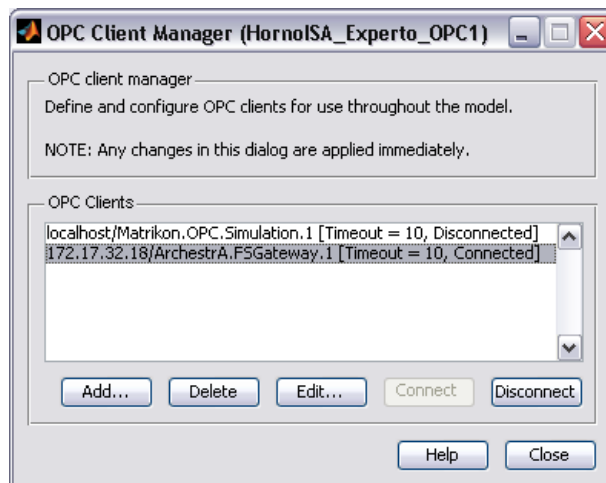 OPC Client Manager (HornoISA_Experto_OPC1)
OPC client manager
Define and configure OPC clients for use throughout the model.
NOTE: Any changes in this dialog are applied immediately.
OPC Clients
localhost/Matrikon.OPC.Simulation.1 [Timeout = 10, Disconnected]
172.17.32.18/ArchestrA.FSGateway.1 [Timeout = 10, Connected]
Add... Delete Edit... Connect Disconnect
Help Close